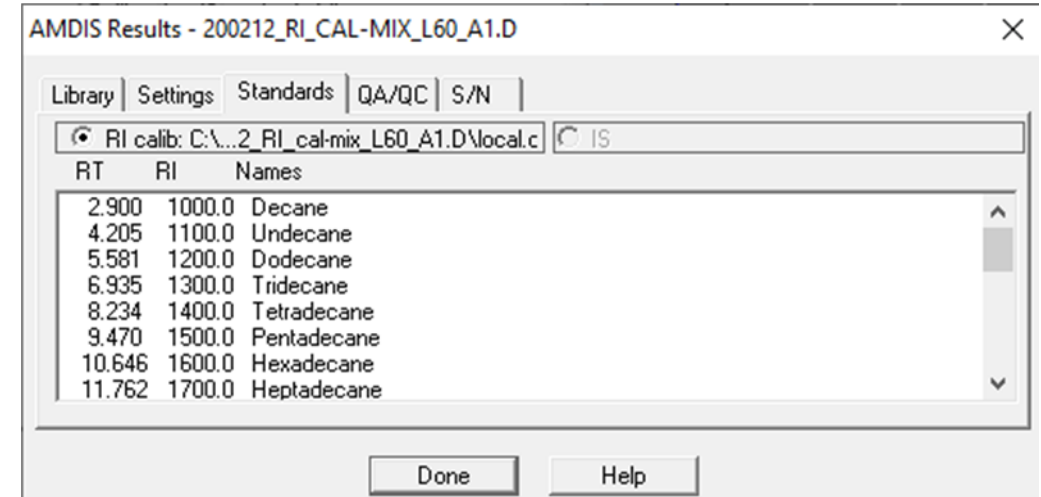 AMDIS Results - 200212_RI_CAL-MIX_L60_A1.D
Library Settings Standards QA/QC S/N
RI calib: C:\...2_RI_cal-mix_L60_A1.D\local.c IS
RT RI Names
2.900 1000.0 Decane
4.205 1100.0 Undecane
5.581 1200.0 Dodecane
6.935 1300.0 Tridecane
8.234 1400.0 Tetradecane
9.470 1500.0 Pentadecane
10.646 1600.0 Hexadecane
11.762 1700.0 Heptadecane
Done Help